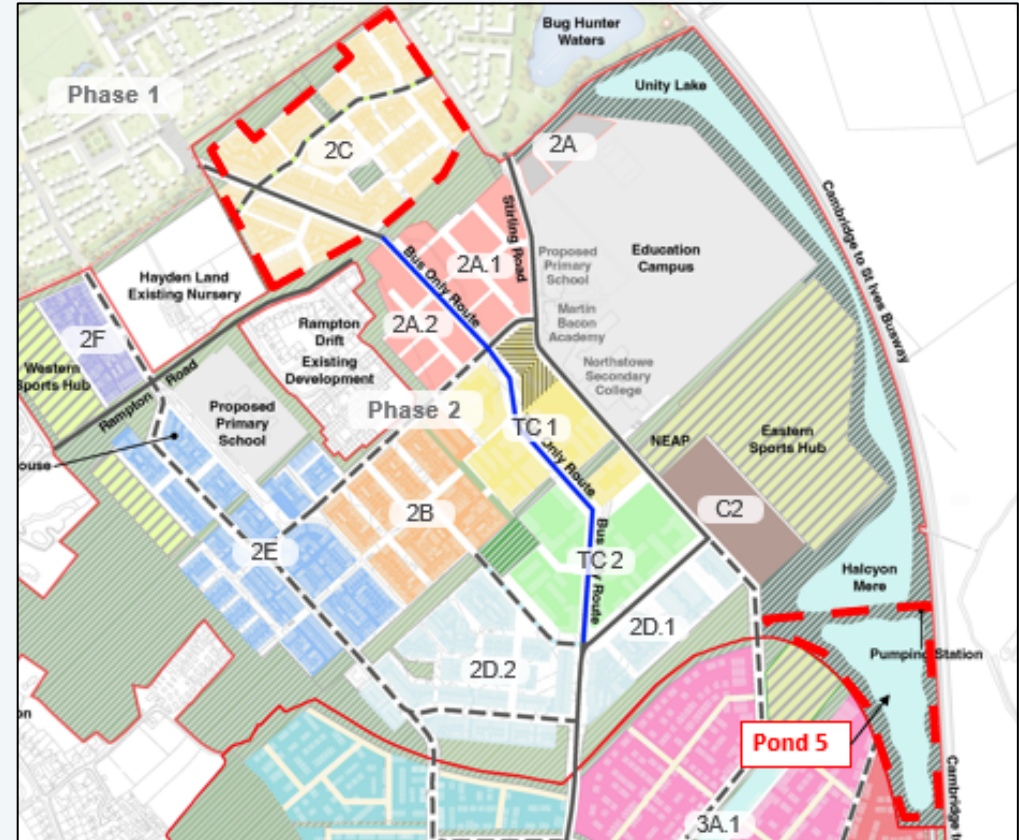 Bug Hunter
Waters
Phase 1
Unity Lake
2C
2A
Stirling Road
Cambridge to St Ives Busway
Bus Only Route
2A.1
Proposed
Primary
School
Education
Campus
Hayden Land
Existing Nursery
2F
2A.2
Martin
Bacon
Academy
Rampton
Drift
Existing
Development
Western
Sports Hub
Rampton Road
Northstowe
Secondary
College
Proposed
Primary
School
Phase 2
TC 1
Only Route
NEAP
Eastern
Sports Hub
ouse
2B
C2
2E
TC 2
Bus
Route
Halcyon
Mere
2D.1
Pumping Station
2D.2
on
Pond 5
3A.1
Cambridge to